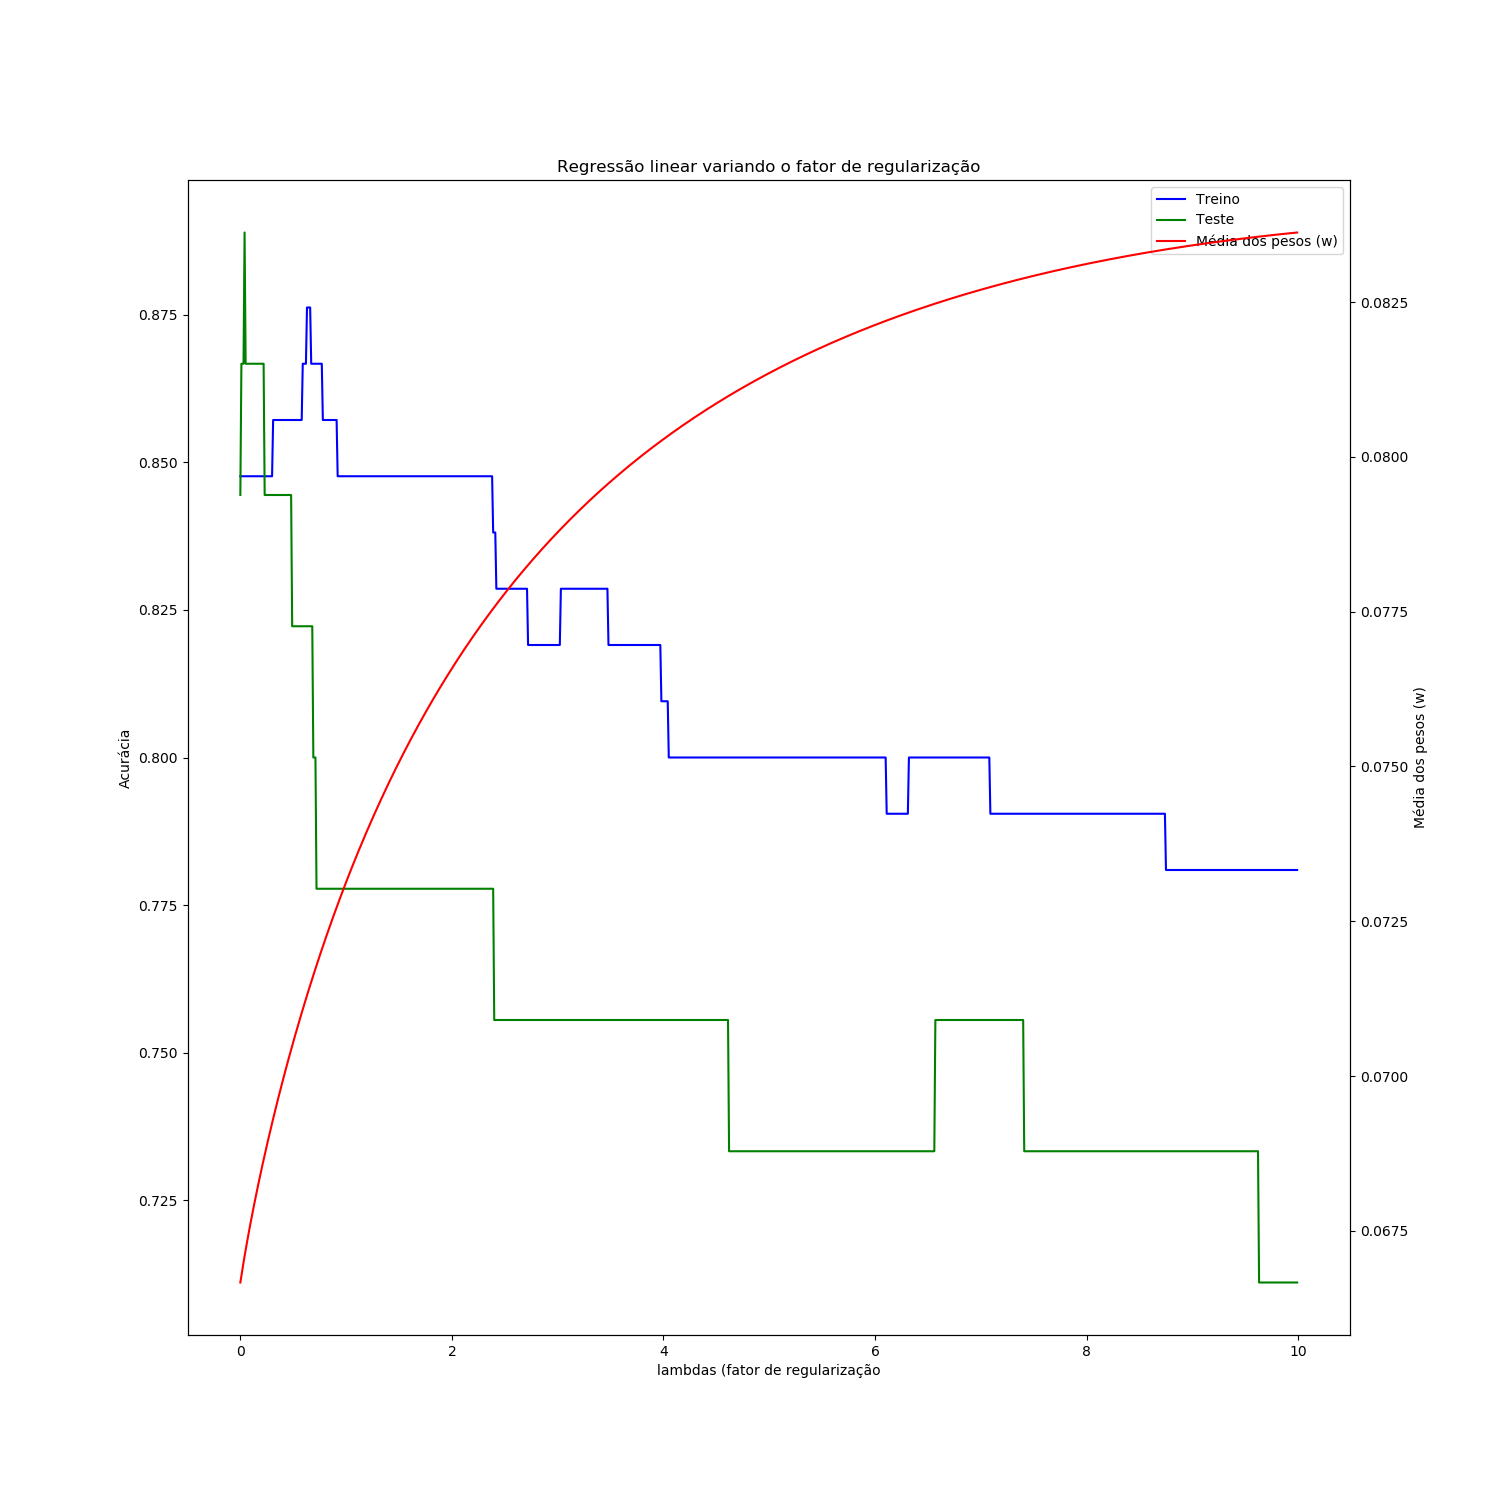 Regressão linear variando o fator de regularização
Treino
Teste
Média dos pesos (w)
0.875
0.850
0.825
0.800
0.775
0.750
0.725
Acurácia
0.0825
0.0800
0.0775
0.0750
0.0725
0.0700
0.0675
Média dos pesos (w)
0 2 4 6 8 10
lambdas (fator de regularização